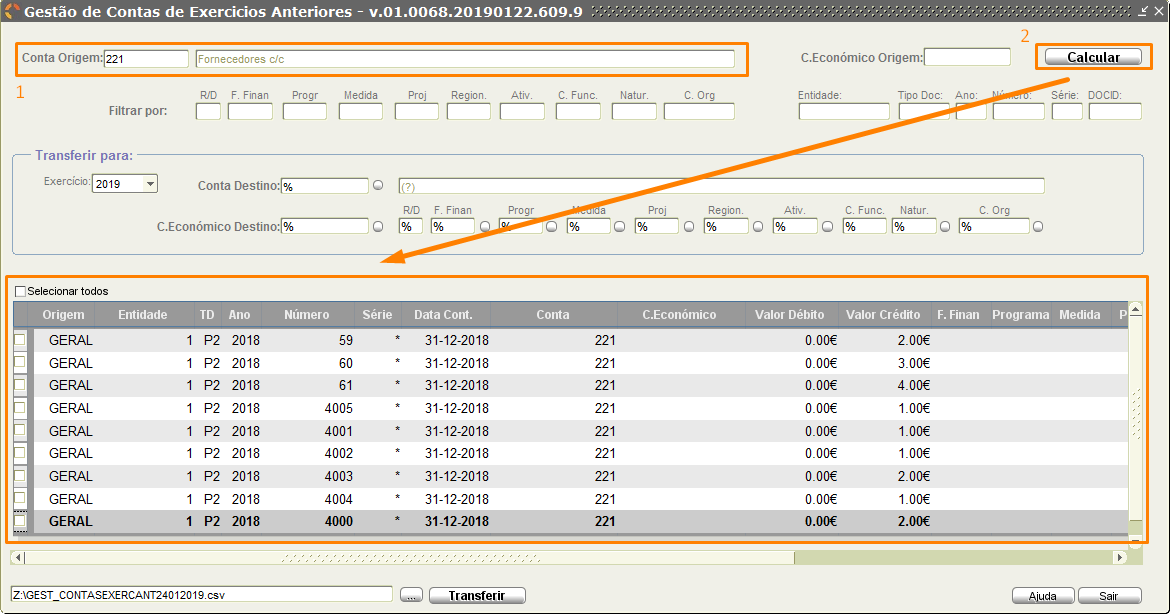 Gestão de Contas de Exercicios Anteriores - v.01.0068.20190122.609.9
Conta Origem: 221 Fornecedores c/c C.Económico Origem: 2 Calcular
1
R/D F. Finan Progr Medida Proj Region. Ativ. C. Func. Natur. C. Org Entidade: Tipo Doc: Ano: Número: Série: DOCID:
Filtrar por:
Transferir para:
Exercício: 2019 Conta Destino: % (?)
R/D F. Finan Progr Medida Proj Region. Ativ. C. Func. Natur. C. Org
C.Económico Destino: % % % % % % % % % % %
Selecionar todos
Origem Entidade TD Ano Número Série Data Cont. Conta C.Económico Valor Débito Valor Crédito F. Finan Programa Medida P
GERAL 1 P2 2018 59 * 31-12-2018 221 0.00€ 2.00€
GERAL 1 P2 2018 60 * 31-12-2018 221 0.00€ 3.00€
GERAL 1 P2 2018 61 * 31-12-2018 221 0.00€ 4.00€
GERAL 1 P2 2018 4005 * 31-12-2018 221 0.00€ 1.00€
GERAL 1 P2 2018 4001 * 31-12-2018 221 0.00€ 1.00€
GERAL 1 P2 2018 4002 * 31-12-2018 221 0.00€ 1.00€
GERAL 1 P2 2018 4003 * 31-12-2018 221 0.00€ 2.00€
GERAL 1 P2 2018 4004 * 31-12-2018 221 0.00€ 1.00€
GERAL 1 P2 2018 4000 * 31-12-2018 221 0.00€ 2.00€
Z:\GEST_CONTASEXERCANT24012019.csv ... Transferir Ajuda Sair